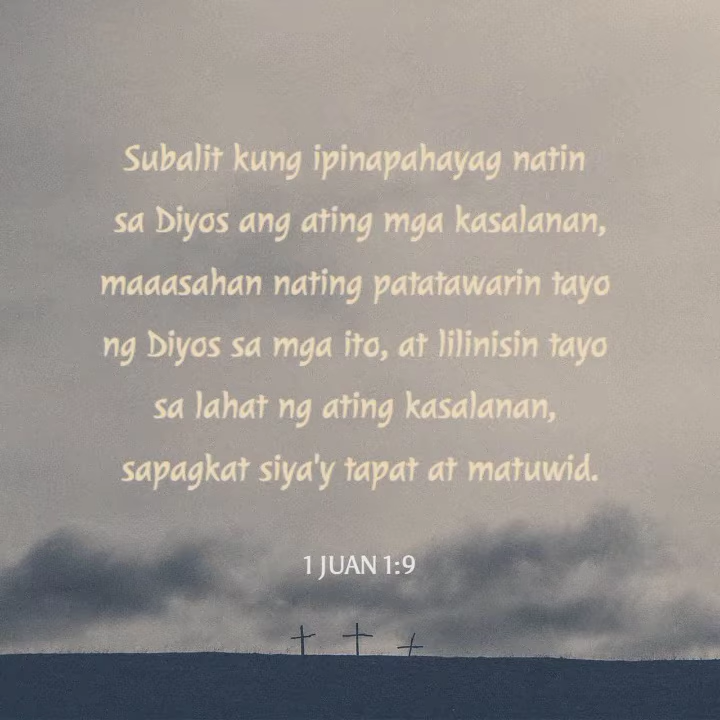 Subalit kung ipinapahayag natin
sa Diyos ang ating mga kasalanan,
maaasahan nating patatawarin tayo
ng Diyos sa mga ito, at lilinisin tayo
sa lahat ng ating kasalanan,
sapagkat siya'y tapat at matuwid.
1 JUAN 1:9